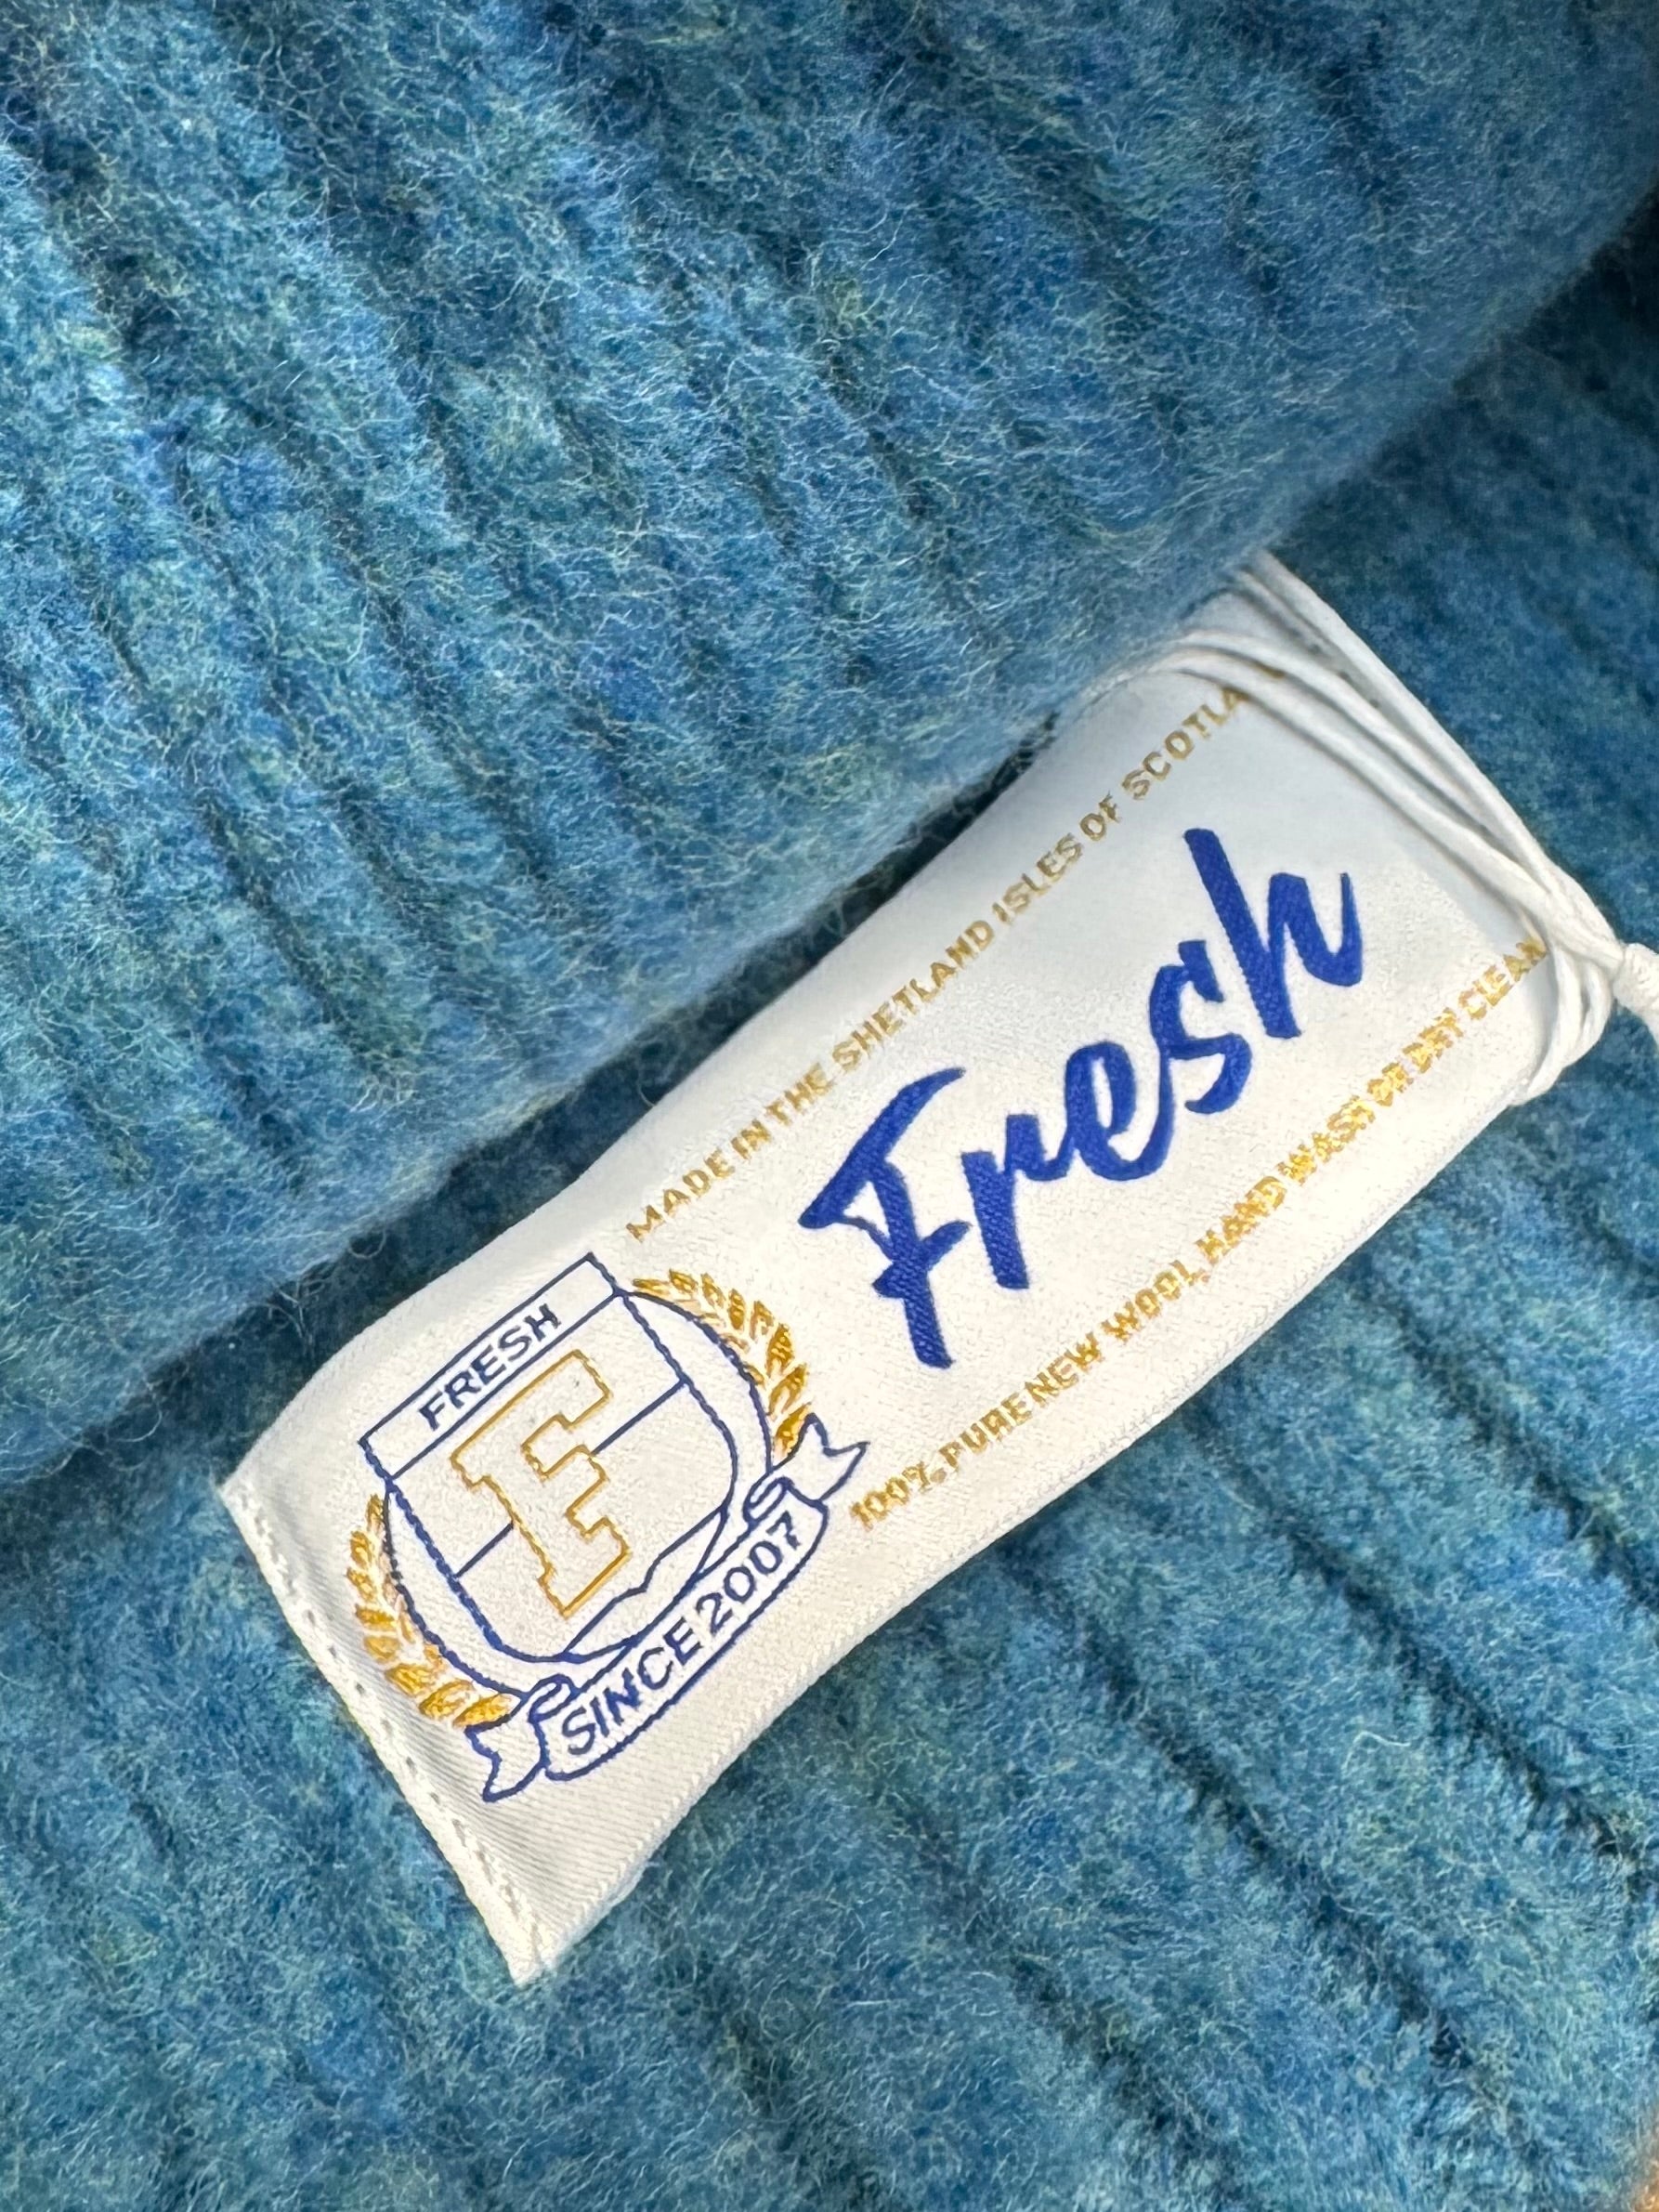 MADE IN THE SHETLAND ISLES OF
Fresh
100% PURE NEW WOOL, HAND WASH OR DRY CLEAN
FRESH
F
SINCE 2007